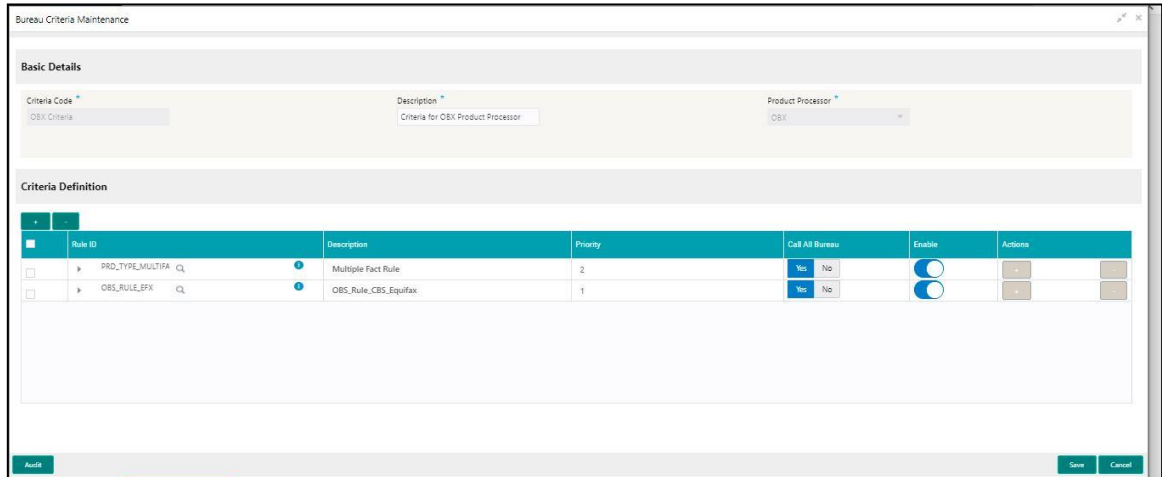 Bureau Criteria Maintenance
Basic Details
Criteria Code * Description * Product Processor *
OBX Criteria Criteria for OBX Product Processor OBX
Criteria Definition
+ -
Rule ID Description Priority Call All Bureau Enable Actions
PRD_TYPE_MULTIFA Multiple Fact Rule 2 Yes No + -
OBS_RULE_EFX OBS_Rule_CBS_Equifax 1 Yes No + -
Audit Save Cancel